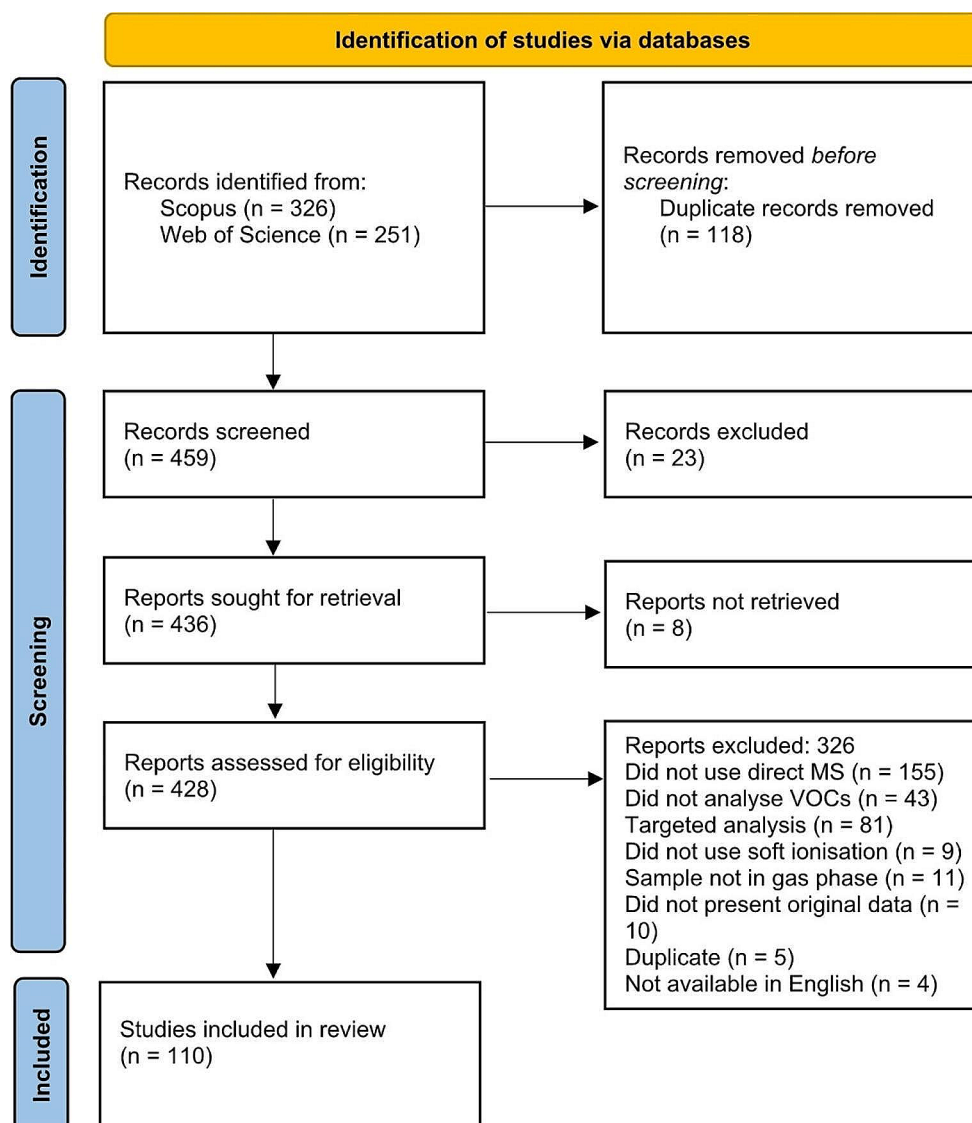 Identification of studies via databases
Identification
Records identified from:
Scopus (n = 326)
Web of Science (n = 251)
Records removed before
screening:
Duplicate records removed
(n = 118)
Screening
Records screened
(n = 459)
Records excluded
(n = 23)
Reports sought for retrieval
(n = 436)
Reports not retrieved
(n = 8)
Reports assessed for eligibility
(n = 428)
Reports excluded: 326
Did not use direct MS (n = 155)
Did not analyse VOCs (n = 43)
Targeted analysis (n = 81)
Did not use soft ionisation (n = 9)
Sample not in gas phase (n = 11)
Did not present original data (n =
10)
Duplicate (n = 5)
Not available in English (n = 4)
Included
Studies included in review
(n = 110)